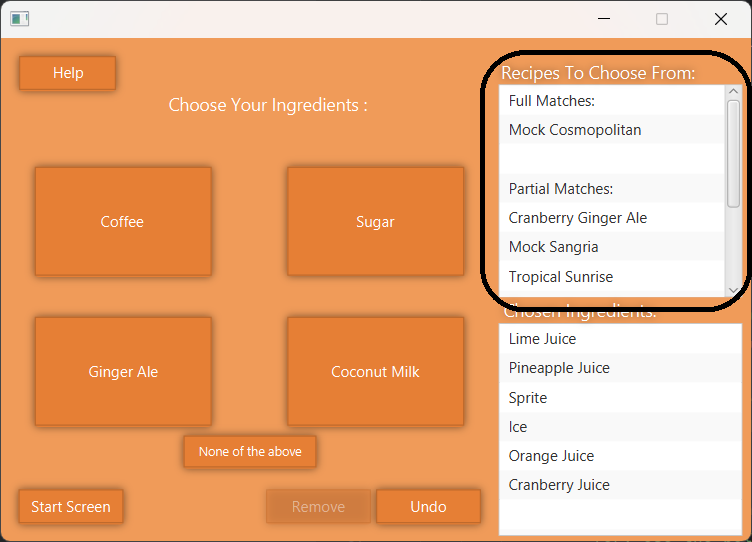 Help
Choose Your Ingredients :
Coffee
Sugar
Ginger Ale
Coconut Milk
None of the above
Start Screen
Remove
Undo
Recipes To Choose From:
Full Matches:
Mock Cosmopolitan
Partial Matches:
Cranberry Ginger Ale
Mock Sangria
Tropical Sunrise
Chosen Ingredients:
Lime Juice
Pineapple Juice
Sprite
Ice
Orange Juice
Cranberry Juice